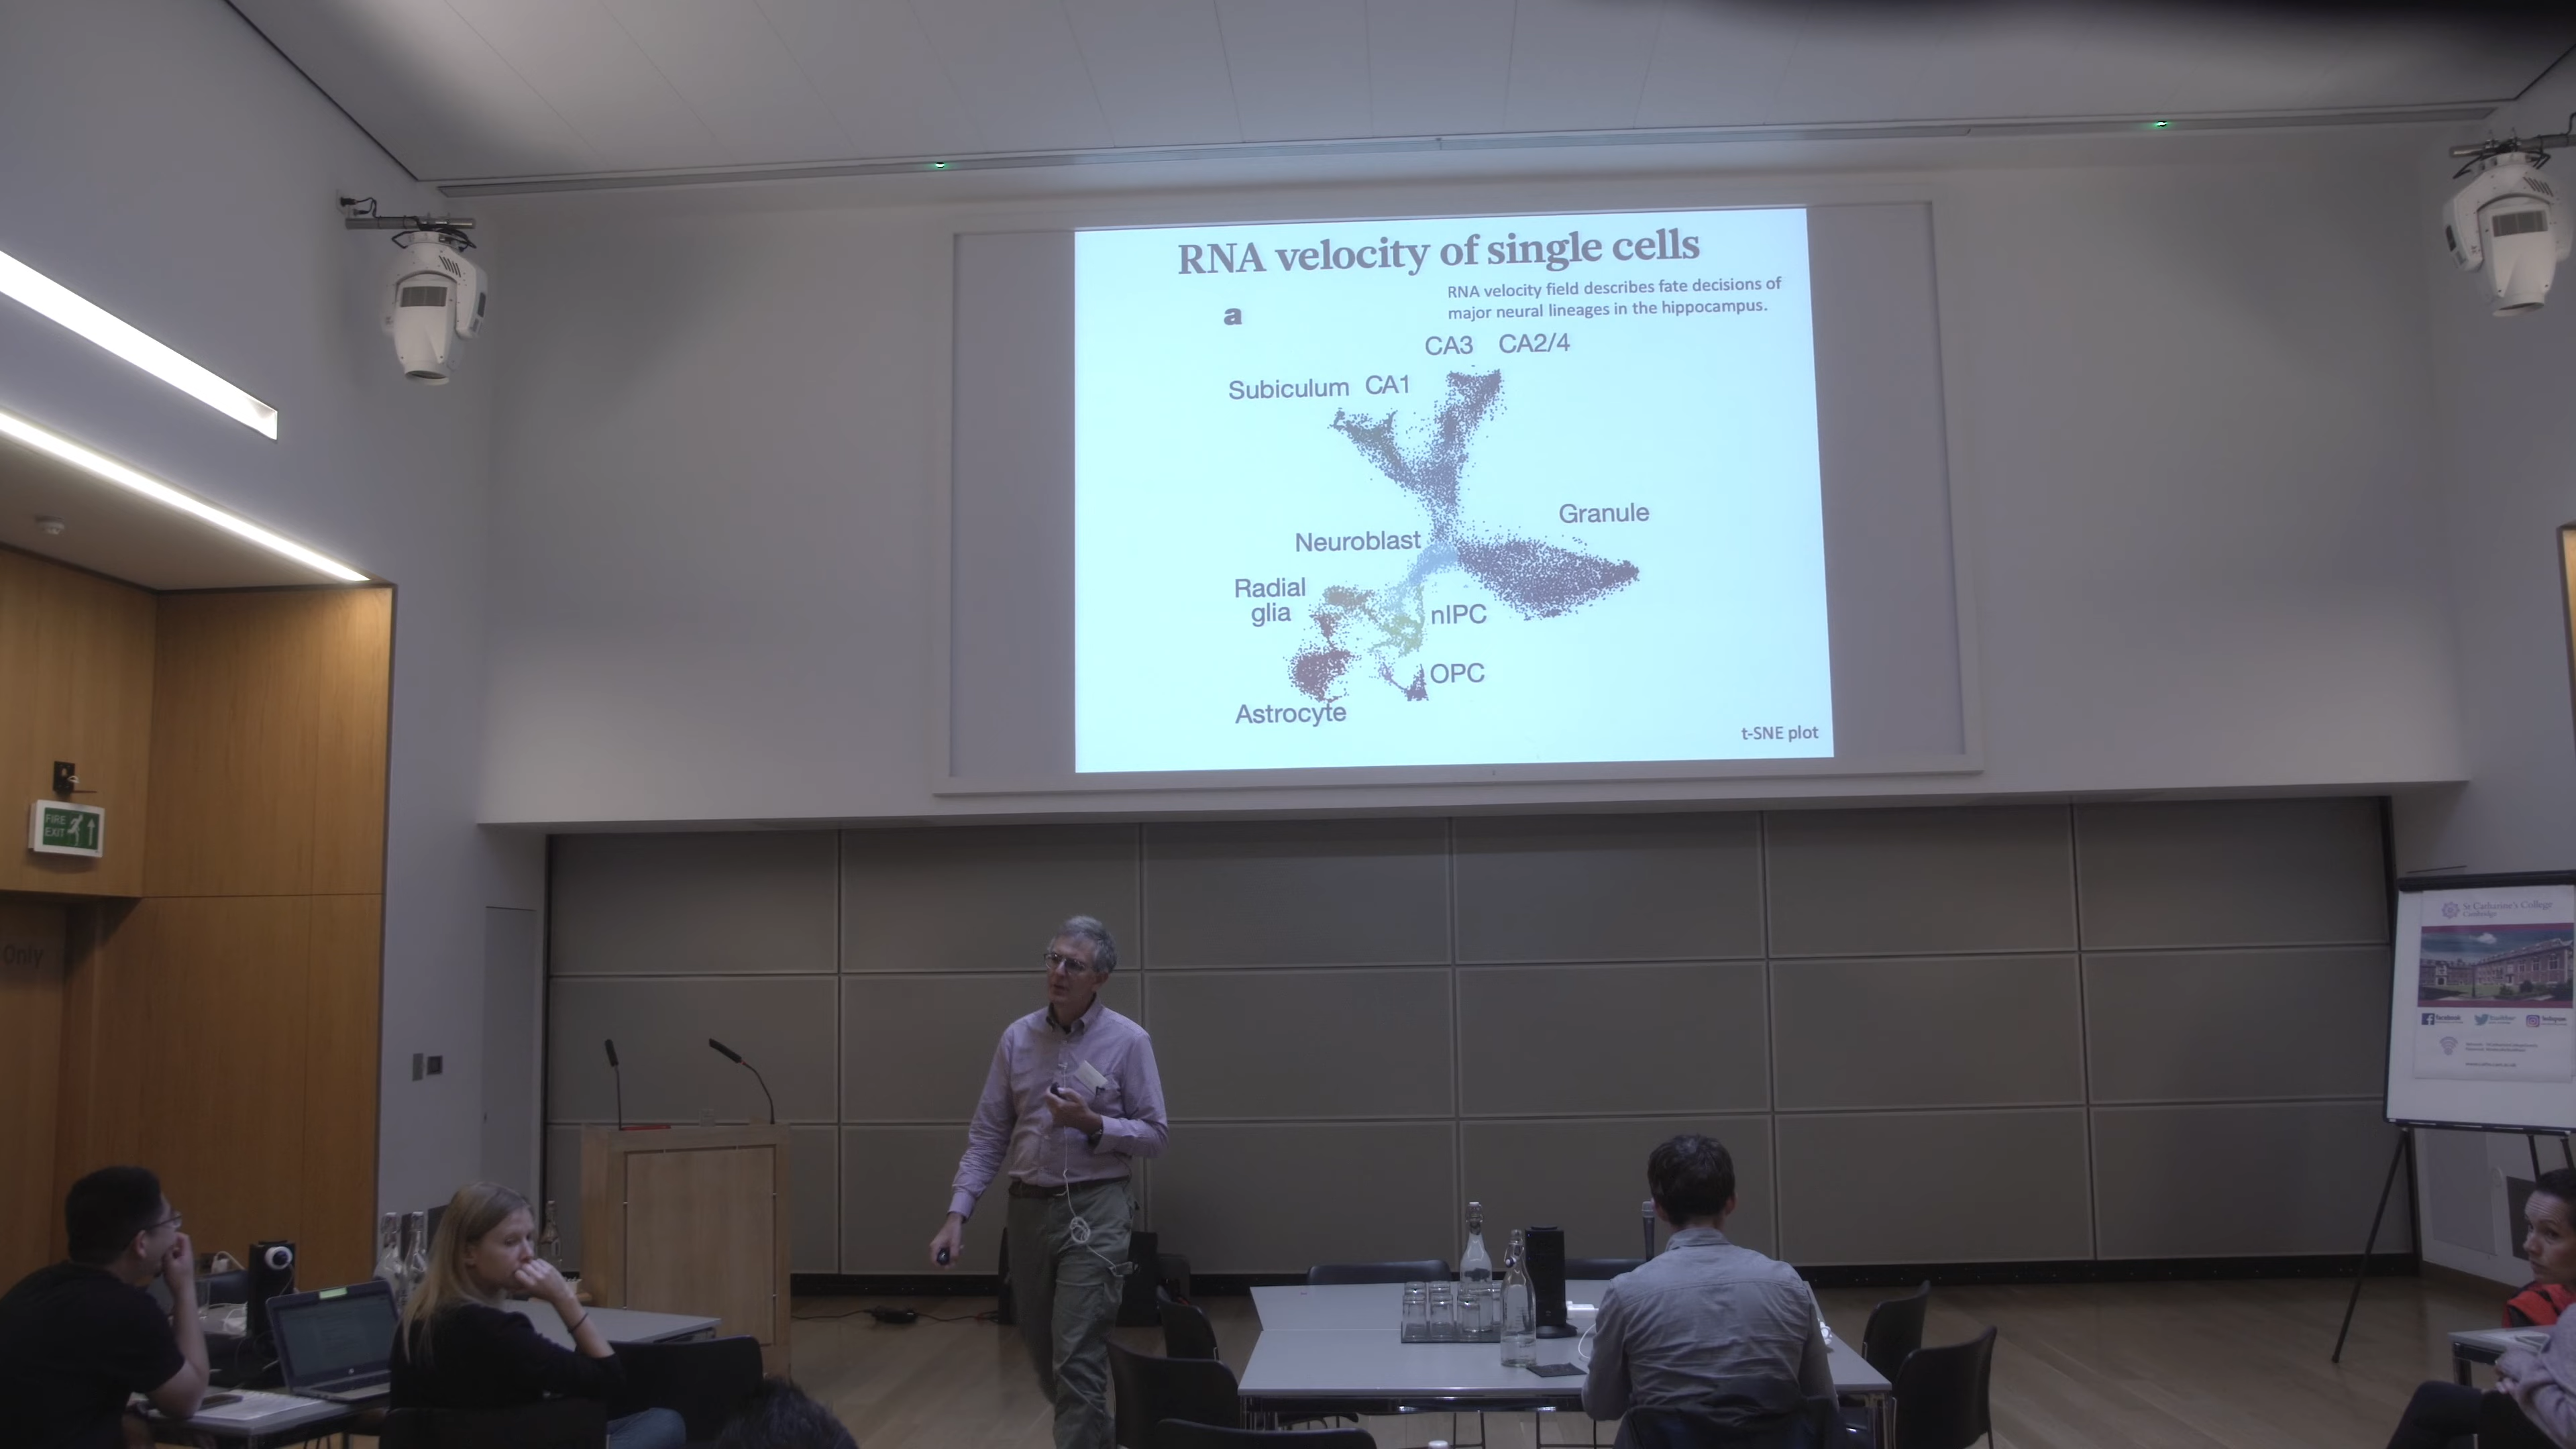 RNA velocity of single cells
RNA velocity field describes fate decisions of
major neural lineages in the hippocampus.
a
CA3 CA2/4
Subiculum CA1
Granule
Neuroblast
Radial
glia
nIPC
OPC
Astrocyte
t-SNE plot
FIRE
EXIT
Only
St Catharine's College
Cambridge
facebook
Instagram